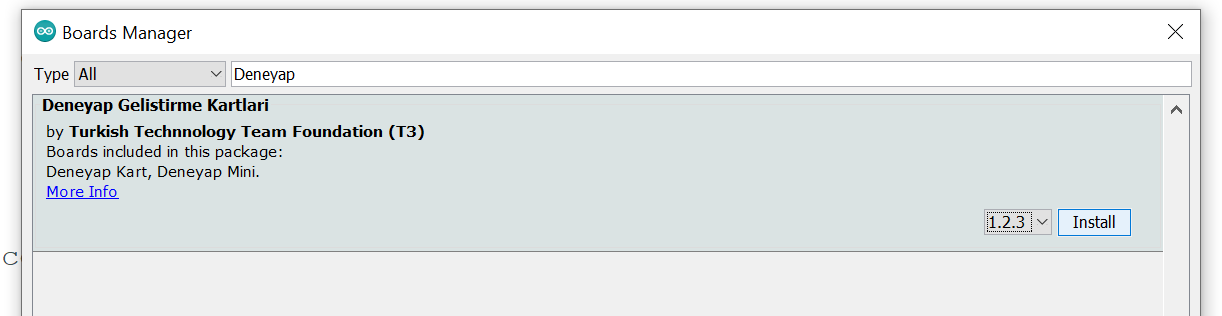 Boards Manager
Type All Deneyap
Deneyap Gelistirme Kartlari
by Turkish Technnology Team Foundation (T3)
Boards included in this package:
Deneyap Kart, Deneyap Mini.
More Info
1.2.3 Install
C